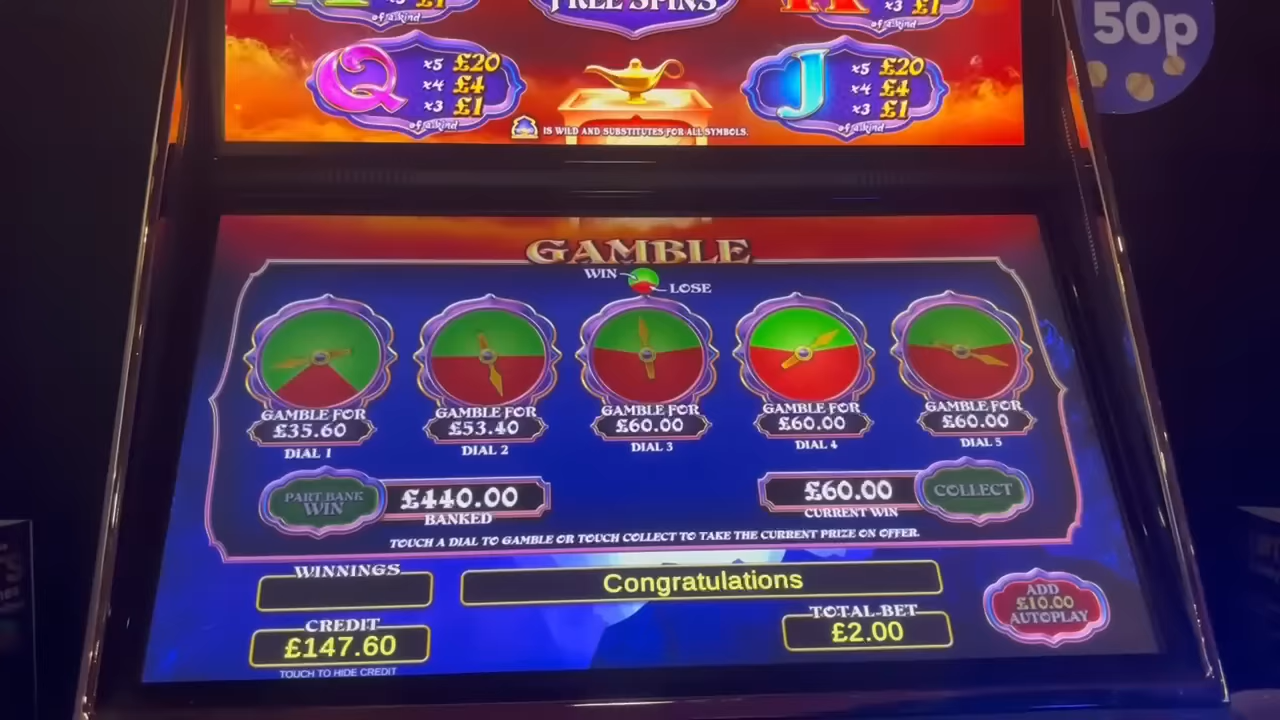 x3 £1
of a kind
FREE SPINS
x3 £1
of a kind
50p
Q x5 £20
x4 £4
x3 £1
of a kind
J x5 £20
x4 £4
x3 £1
of a kind
IS WILD AND SUBSTITUTES FOR ALL SYMBOLS.
GAMBLE
WIN
LOSE
GAMBLE FOR
£35.60
DIAL 1
GAMBLE FOR
£53.40
DIAL 2
GAMBLE FOR
£60.00
DIAL 3
GAMBLE FOR
£60.00
DIAL 4
GAMBLE FOR
£60.00
DIAL 5
PART BANK
WIN
£440.00
BANKED
£60.00
CURRENT WIN
COLLECT
TOUCH A DIAL TO GAMBLE OR TOUCH COLLECT TO TAKE THE CURRENT PRIZE ON OFFER.
WINNINGS
Congratulations
CREDIT
£147.60
TOUCH TO HIDE CREDIT
TOTAL-BET
£2.00
ADD
£10.00
AUTOPLAY